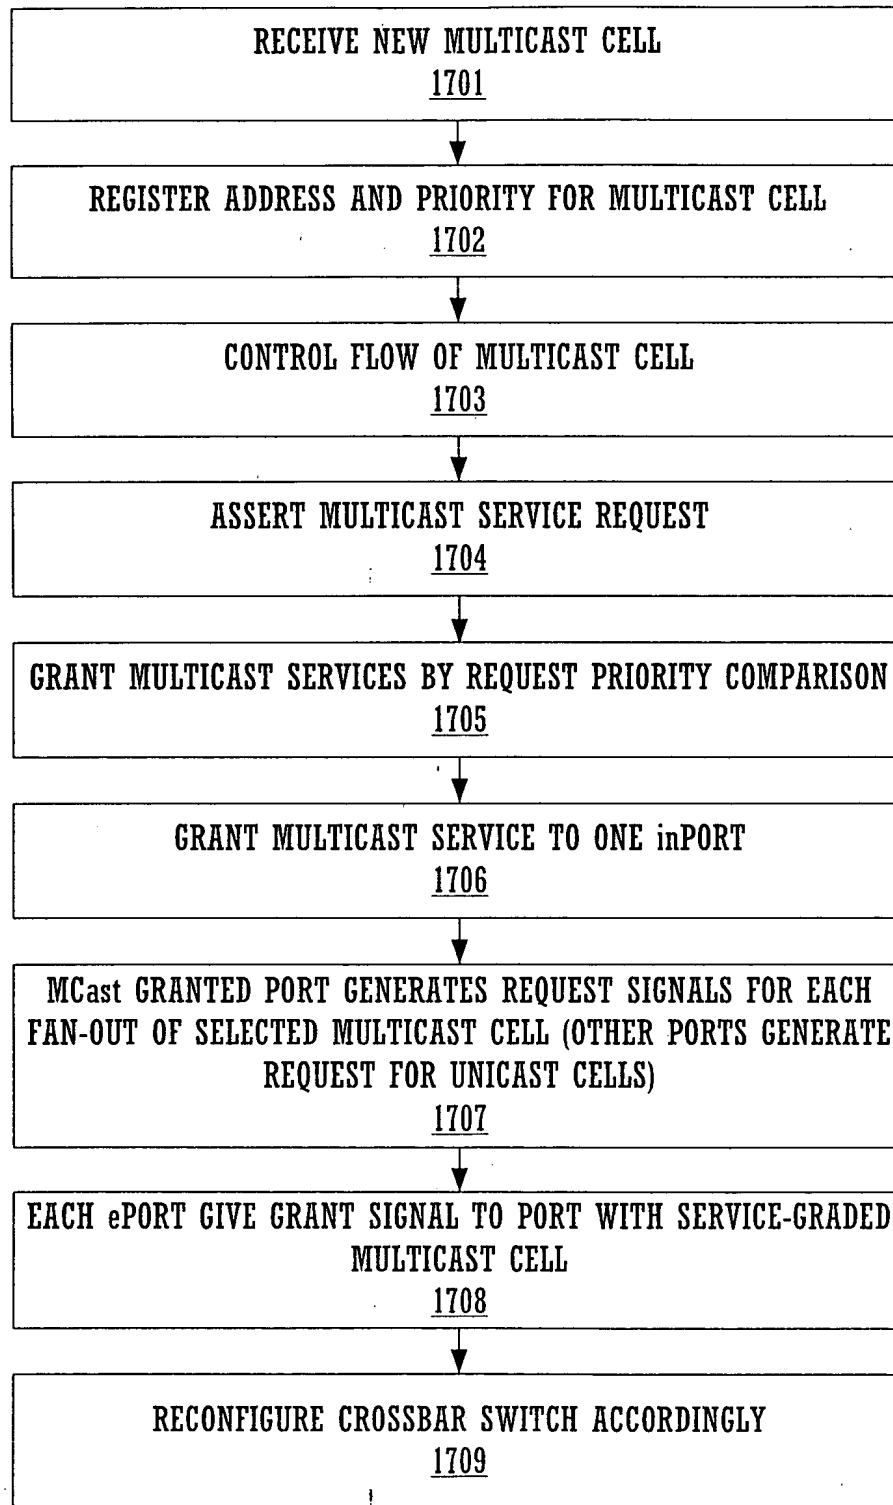 RECEIVE NEW MULTICAST CELL
1701
REGISTER ADDRESS AND PRIORITY FOR MULTICAST CELL
1702
CONTROL FLOW OF MULTICAST CELL
1703
ASSERT MULTICAST SERVICE REQUEST
1704
GRANT MULTICAST SERVICES BY REQUEST PRIORITY COMPARISON
1705
GRANT MULTICAST SERVICE TO ONE inPORT
1706
MCast GRANTED PORT GENERATES REQUEST SIGNALS FOR EACH
FAN-OUT OF SELECTED MULTICAST CELL (OTHER PORTS GENERATE
REQUEST FOR UNICAST CELLS)
1707
EACH ePORT GIVE GRANT SIGNAL TO PORT WITH SERVICE-GRADED
MULTICAST CELL
1708
RECONFIGURE CROSSBAR SWITCH ACCORDINGLY
1709